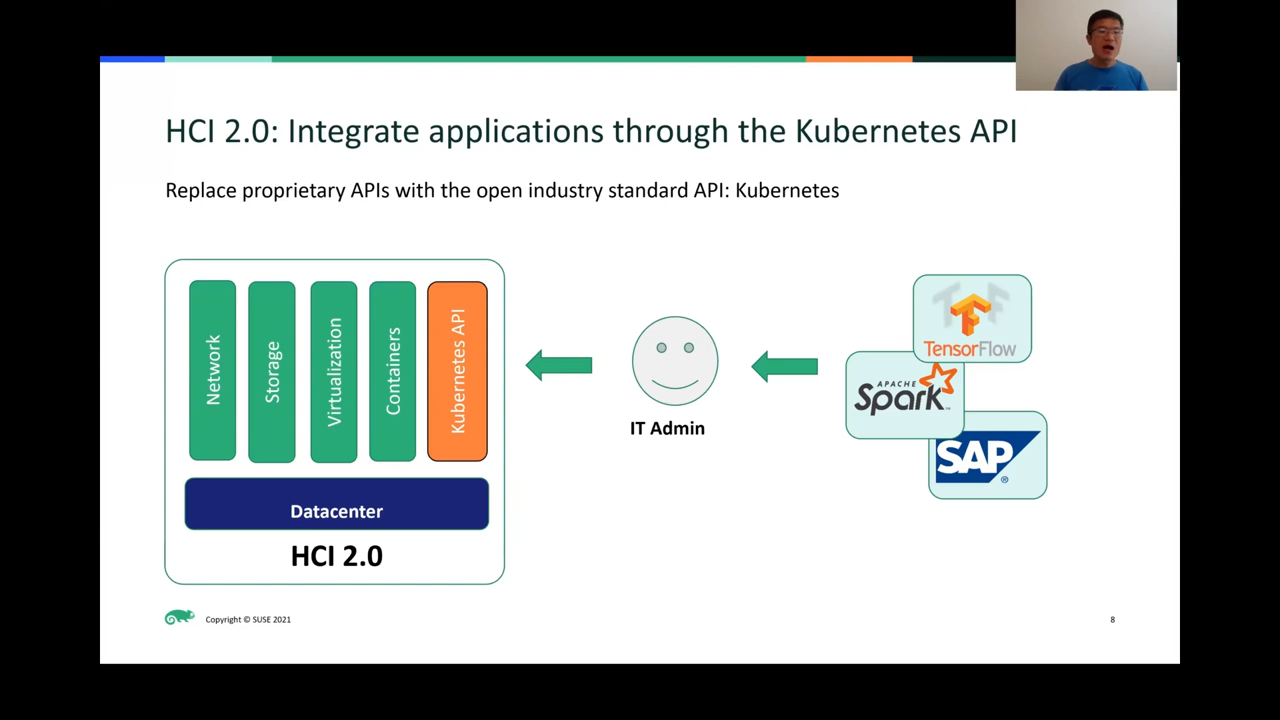 HCI 2.0: Integrate applications through the Kubernetes API
Replace proprietary APIs with the open industry standard API: Kubernetes
Network
Storage
Virtualization
Containers
Kubernetes API
Datacenter
HCI 2.0
IT Admin
TensorFlow
APACHE
Spark™
SAP®
Copyright © SUSE 2021
8